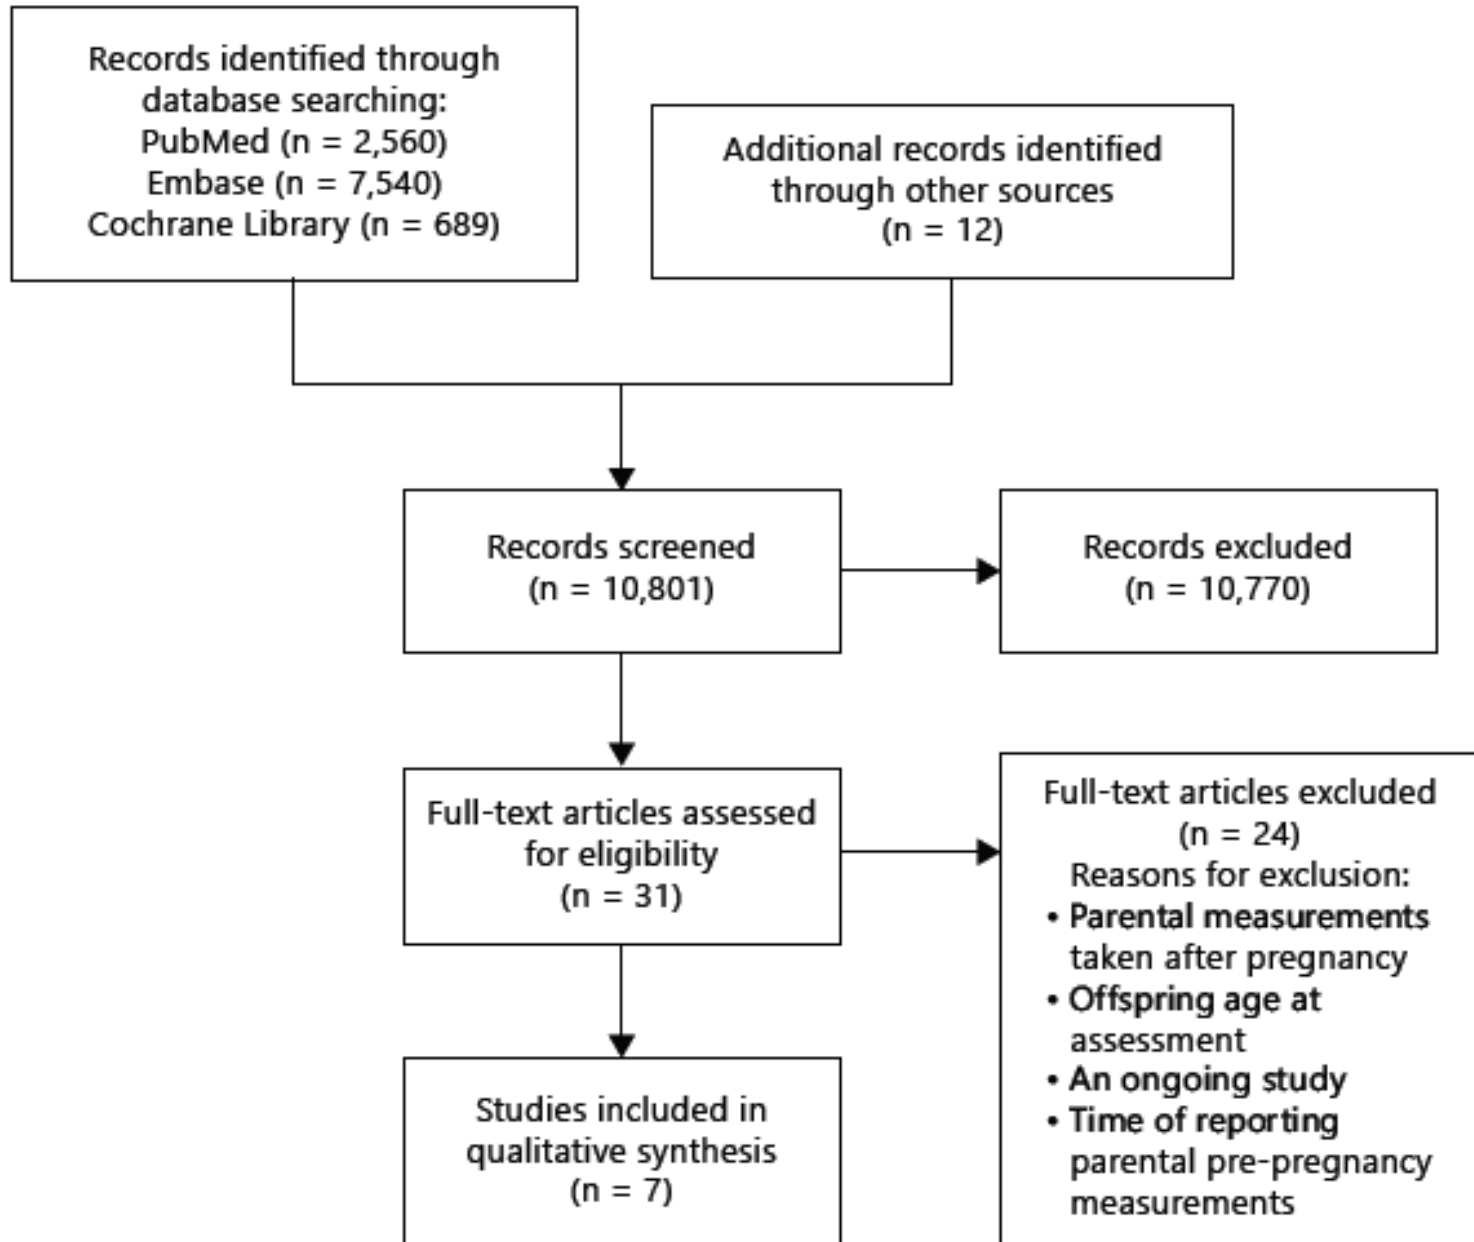 Records identified through
database searching:
PubMed (n = 2,560)
Embase (n = 7,540)
Cochrane Library (n = 689)
Additional records identified
through other sources
(n = 12)
Records screened
(n = 10,801)
Records excluded
(n = 10,770)
Full-text articles assessed
for eligibility
(n = 31)
Full-text articles excluded
(n = 24)
Reasons for exclusion:
• Parental measurements
taken after pregnancy
• Offspring age at
assessment
• An ongoing study
• Time of reporting
parental pre-pregnancy
measurements
Studies included in
qualitative synthesis
(n = 7)